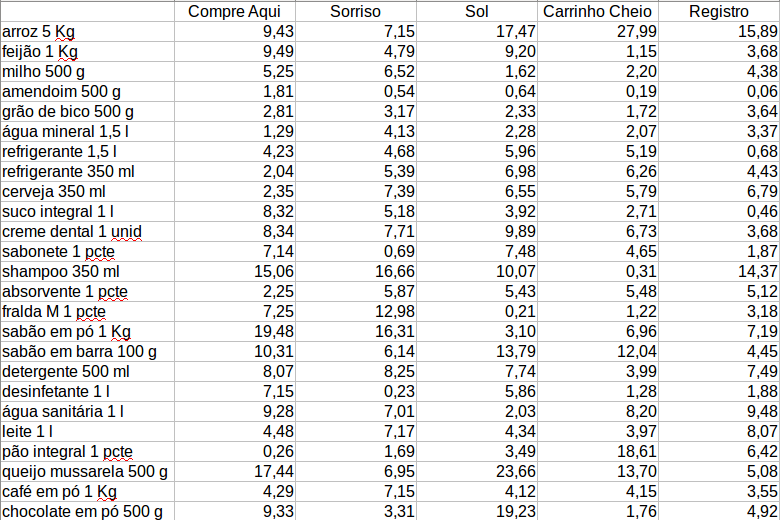 Compre Aqui Sorriso Sol Carrinho Cheio Registro
arroz 5 Kg 9,43 7,15 17,47 27,99 15,89
feijão 1 Kg 9,49 4,79 9,20 1,15 3,68
milho 500 g 5,25 6,52 1,62 2,20 4,38
amendoim 500 g 1,81 0,54 0,64 0,19 0,06
grão de bico 500 g 2,81 3,17 2,33 1,72 3,64
água mineral 1,5 l 1,29 4,13 2,28 2,07 3,37
refrigerante 1,5 l 4,23 4,68 5,96 5,19 0,68
refrigerante 350 ml 2,04 5,39 6,98 6,26 4,43
cerveja 350 ml 2,35 7,39 6,55 5,79 6,79
suco integral 1 l 8,32 5,18 3,92 2,71 0,46
creme dental 1 unid 8,34 7,71 9,89 6,73 3,68
sabonete 1 pcte 7,14 0,69 7,48 4,65 1,87
shampoo 350 ml 15,06 16,66 10,07 0,31 14,37
absorvente 1 pcte 2,25 5,87 5,43 5,48 5,12
fralda M 1 pcte 7,25 12,98 0,21 1,22 3,18
sabão em pó 1 Kg 19,48 16,31 3,10 6,96 7,19
sabão em barra 100 g 10,31 6,14 13,79 12,04 4,45
detergente 500 ml 8,07 8,25 7,74 3,99 7,49
desinfetante 1 l 7,15 0,23 5,86 1,28 1,88
água sanitária 1 l 9,28 7,01 2,03 8,20 9,48
leite 1 l 4,48 7,17 4,34 3,97 8,07
pão integral 1 pcte 0,26 1,69 3,49 18,61 6,42
queijo mussarela 500 g 17,44 6,95 23,66 13,70 5,08
café em pó 1 Kg 4,29 7,15 4,12 4,15 3,55
chocolate em pó 500 g 9,33 3,31 19,23 1,76 4,92